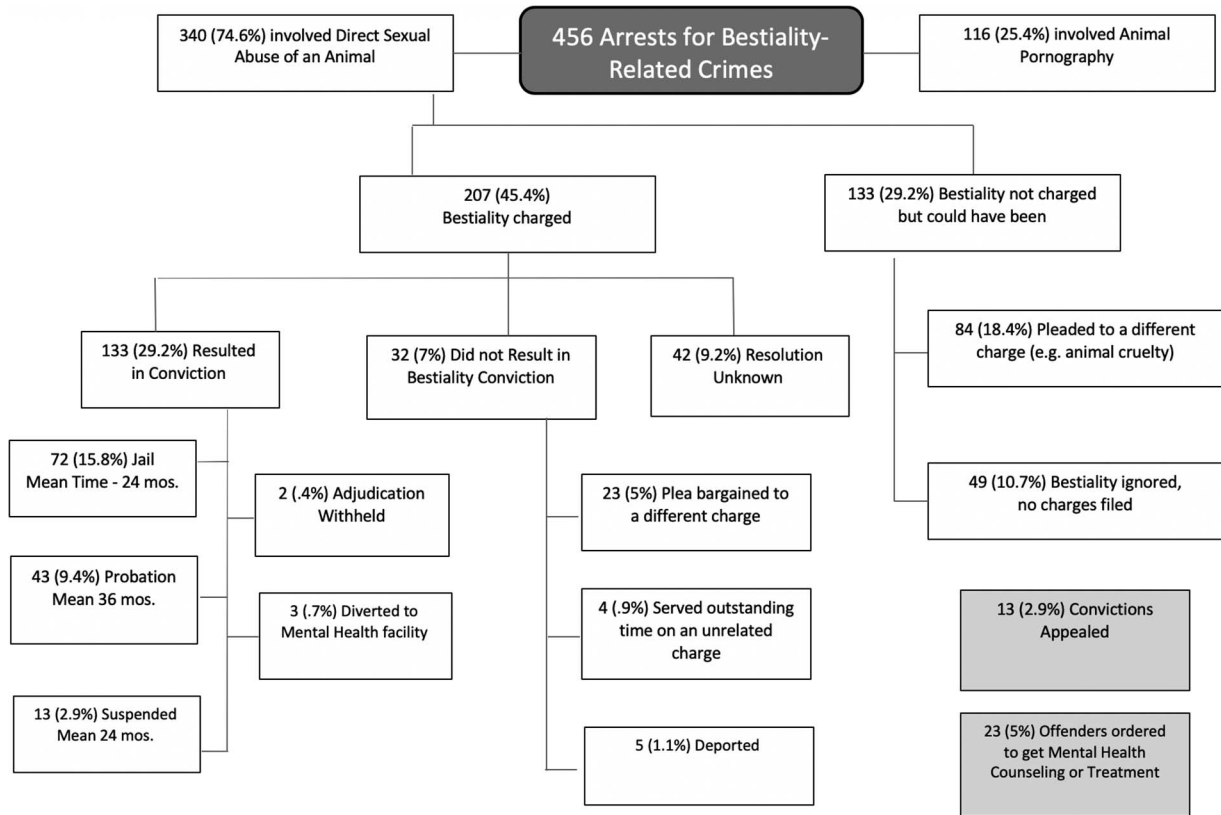 340 (74.6%) involved Direct Sexual
Abuse of an Animal
456 Arrests for Bestiality-
Related Crimes
116 (25.4%) involved Animal
Pornography
207 (45.4%)
Bestiality charged
133 (29.2%) Bestiality not charged
but could have been
133 (29.2%) Resulted
in Conviction
32 (7%) Did not Result in
Bestiality Conviction
42 (9.2%) Resolution
Unknown
84 (18.4%) Pleaded to a different
charge (e.g. animal cruelty)
72 (15.8%) Jail
Mean Time - 24 mos.
2 (.4%) Adjudication
Withheld
23 (5%) Plea bargained to
a different charge
49 (10.7%) Bestiality ignored,
no charges filed
43 (9.4%) Probation
Mean 36 mos.
3 (.7%) Diverted to
Mental Health facility
4 (.9%) Served outstanding
time on an unrelated
charge
13 (2.9%) Convictions
Appealed
13 (2.9%) Suspended
Mean 24 mos.
5 (1.1%) Deported
23 (5%) Offenders ordered
to get Mental Health
Counseling or Treatment